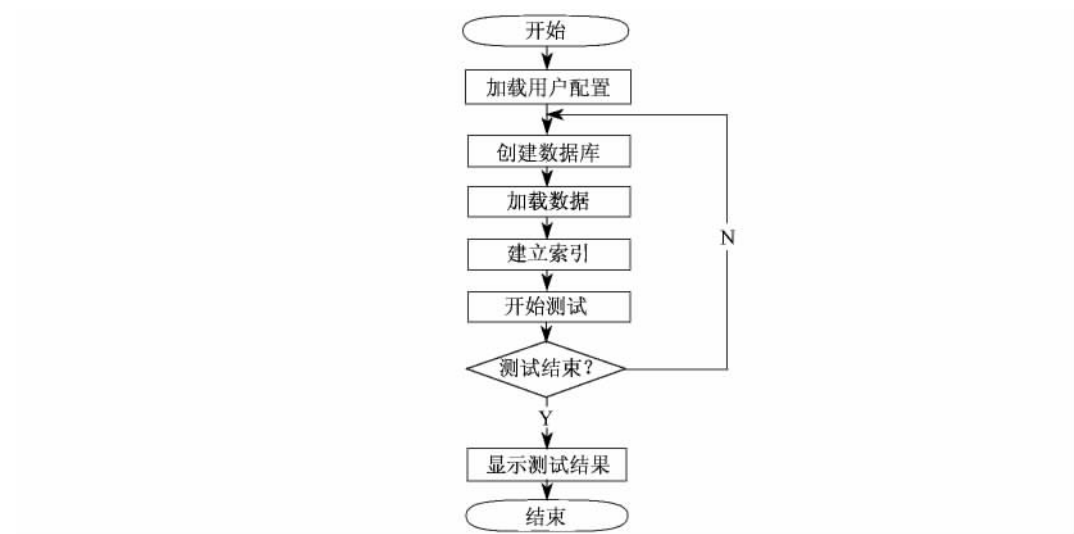 开始
加载用户配置
创建数据库
加载数据
建立索引
N
开始测试
测试结束?
Y
显示测试结果
结束